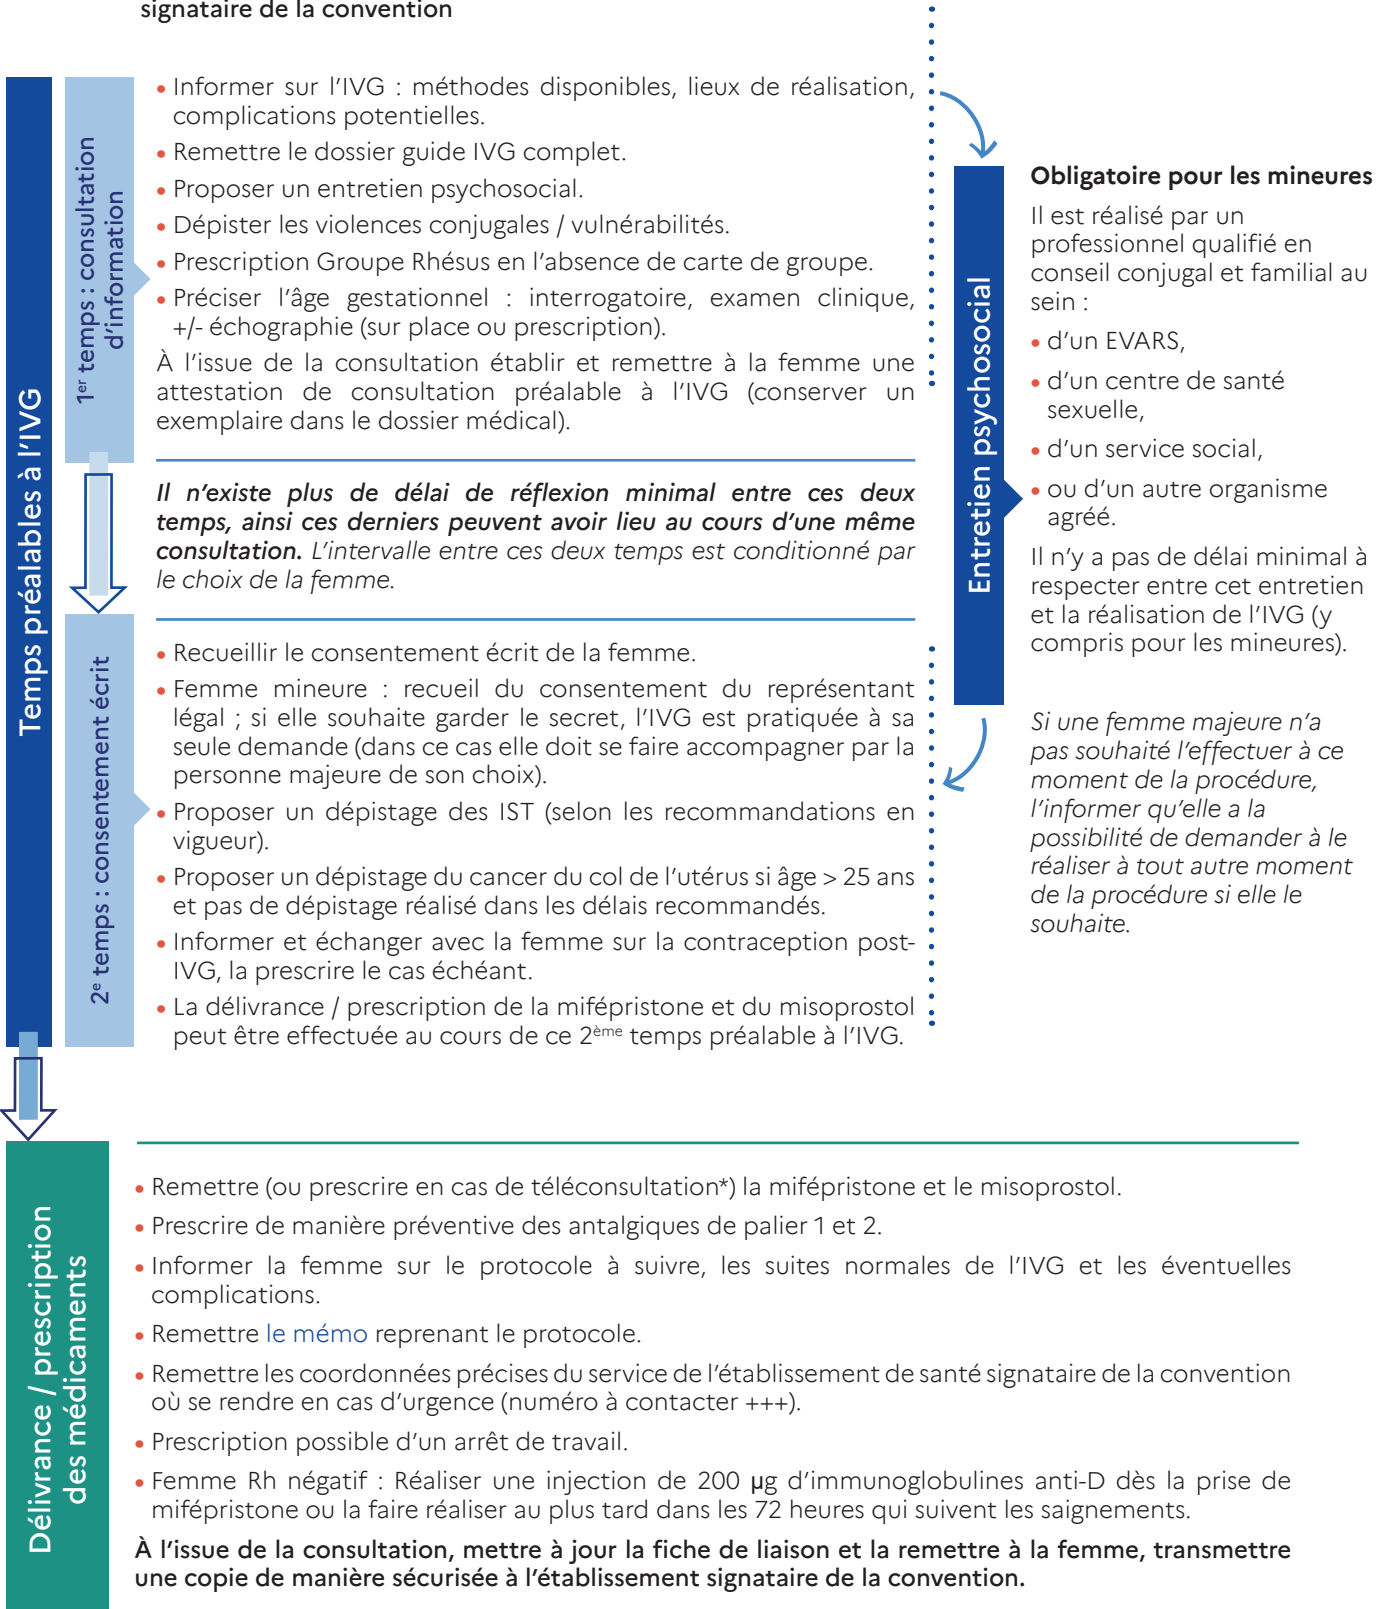 signataire de la convention
Temps préalables à l'IVG
1er temps : consultation
d'information
• Informer sur l'IVG : méthodes disponibles, lieux de réalisation,
complications potentielles.
• Remettre le dossier guide IVG complet.
• Proposer un entretien psychosocial.
• Dépister les violences conjugales / vulnérabilités.
• Prescription Groupe Rhésus en l'absence de carte de groupe.
• Préciser l'âge gestationnel : interrogatoire, examen clinique,
+/- échographie (sur place ou prescription).
À l'issue de la consultation établir et remettre à la femme une
attestation de consultation préalable à l'IVG (conserver un
exemplaire dans le dossier médical).
Il n'existe plus de délai de réflexion minimal entre ces deux
temps, ainsi ces derniers peuvent avoir lieu au cours d'une même
consultation. L'intervalle entre ces deux temps est conditionné par
le choix de la femme.
2e temps : consentement écrit
• Recueillir le consentement écrit de la femme.
• Femme mineure : recueil du consentement du représentant
légal ; si elle souhaite garder le secret, l'IVG est pratiquée à sa
seule demande (dans ce cas elle doit se faire accompagner par la
personne majeure de son choix).
• Proposer un dépistage des IST (selon les recommandations en
vigueur).
• Proposer un dépistage du cancer du col de l'utérus si âge > 25 ans
et pas de dépistage réalisé dans les délais recommandés.
• Informer et échanger avec la femme sur la contraception post-
IVG, la prescrire le cas échéant.
• La délivrance / prescription de la mifépristone et du misoprostol
peut être effectuée au cours de ce 2ème temps préalable à l'IVG.
Entretien psychosocial
Obligatoire pour les mineures
Il est réalisé par un
professionnel qualifié en
conseil conjugal et familial au
sein :
• d'un EVARS,
• d'un centre de santé
sexuelle,
• d'un service social,
• ou d'un autre organisme
agréé.
Il n'y a pas de délai minimal à
respecter entre cet entretien
et la réalisation de l'IVG (y
compris pour les mineures).
Si une femme majeure n'a
pas souhaité l'effectuer à ce
moment de la procédure,
l'informer qu'elle a la
possibilité de demander à le
réaliser à tout autre moment
de la procédure si elle le
souhaite.
Délivrance / prescription
des médicaments
• Remettre (ou prescrire en cas de téléconsultation*) la mifépristone et le misoprostol.
• Prescrire de manière préventive des antalgiques de palier 1 et 2.
• Informer la femme sur le protocole à suivre, les suites normales de l'IVG et les éventuelles
complications.
• Remettre le mémo reprenant le protocole.
• Remettre les coordonnées précises du service de l'établissement de santé signataire de la convention
où se rendre en cas d'urgence (numéro à contacter +++).
• Prescription possible d'un arrêt de travail.
• Femme Rh négatif : Réaliser une injection de 200 µg d'immunoglobulines anti-D dès la prise de
mifépristone ou la faire réaliser au plus tard dans les 72 heures qui suivent les saignements.
À l'issue de la consultation, mettre à jour la fiche de liaison et la remettre à la femme, transmettre
une copie de manière sécurisée à l'établissement signataire de la convention.